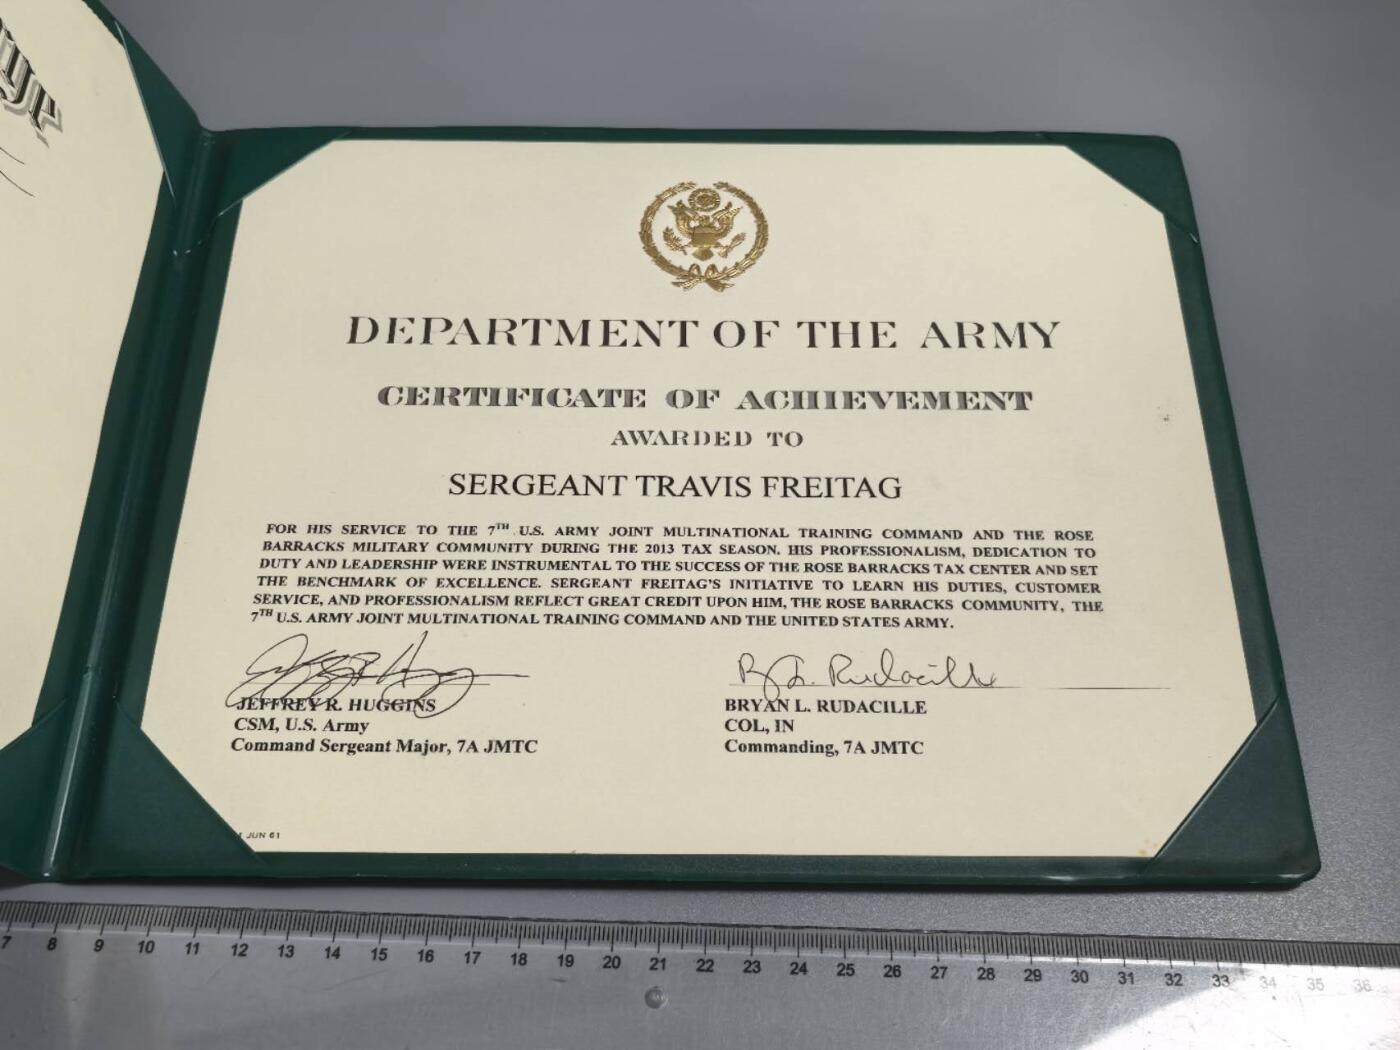 DEPARTMENT OF THE ARMY
CERTIFICATE OF ACHIEVEMENT
AWARDED TO
SERGEANT TRAVIS FREITAG
FOR HIS SERVICE TO THE 7TH U.S. ARMY JOINT MULTINATIONAL TRAINING COMMAND AND THE ROSE
BARRACKS MILITARY COMMUNITY DURING THE 2013 TAX SEASON. HIS PROFESSIONALISM, DEDICATION TO
DUTY AND LEADERSHIP WERE INSTRUMENTAL TO THE SUCCESS OF THE ROSE BARRACKS TAX CENTER AND SET
THE BENCHMARK OF EXCELLENCE. SERGEANT FREITAG'S INITIATIVE TO LEARN HIS DUTIES, CUSTOMER
SERVICE, AND PROFESSIONALISM REFLECT GREAT CREDIT UPON HIM, THE ROSE BARRACKS COMMUNITY, THE
7TH U.S. ARMY JOINT MULTINATIONAL TRAINING COMMAND AND THE UNITED STATES ARMY.
JEFFREY R. HUGGINS
CSM, U.S. Army
Command Sergeant Major, 7A JMTC
B L. Rudacille
BRYAN L. RUDACILLE
COL, IN
Commanding, 7A JMTC
1 JUN 61
7 8 9 10 11 12 13 14 15 16 17 18 19 20 21 22 23 24 25 26 27 28 29 30 31 32 33 34 35 36